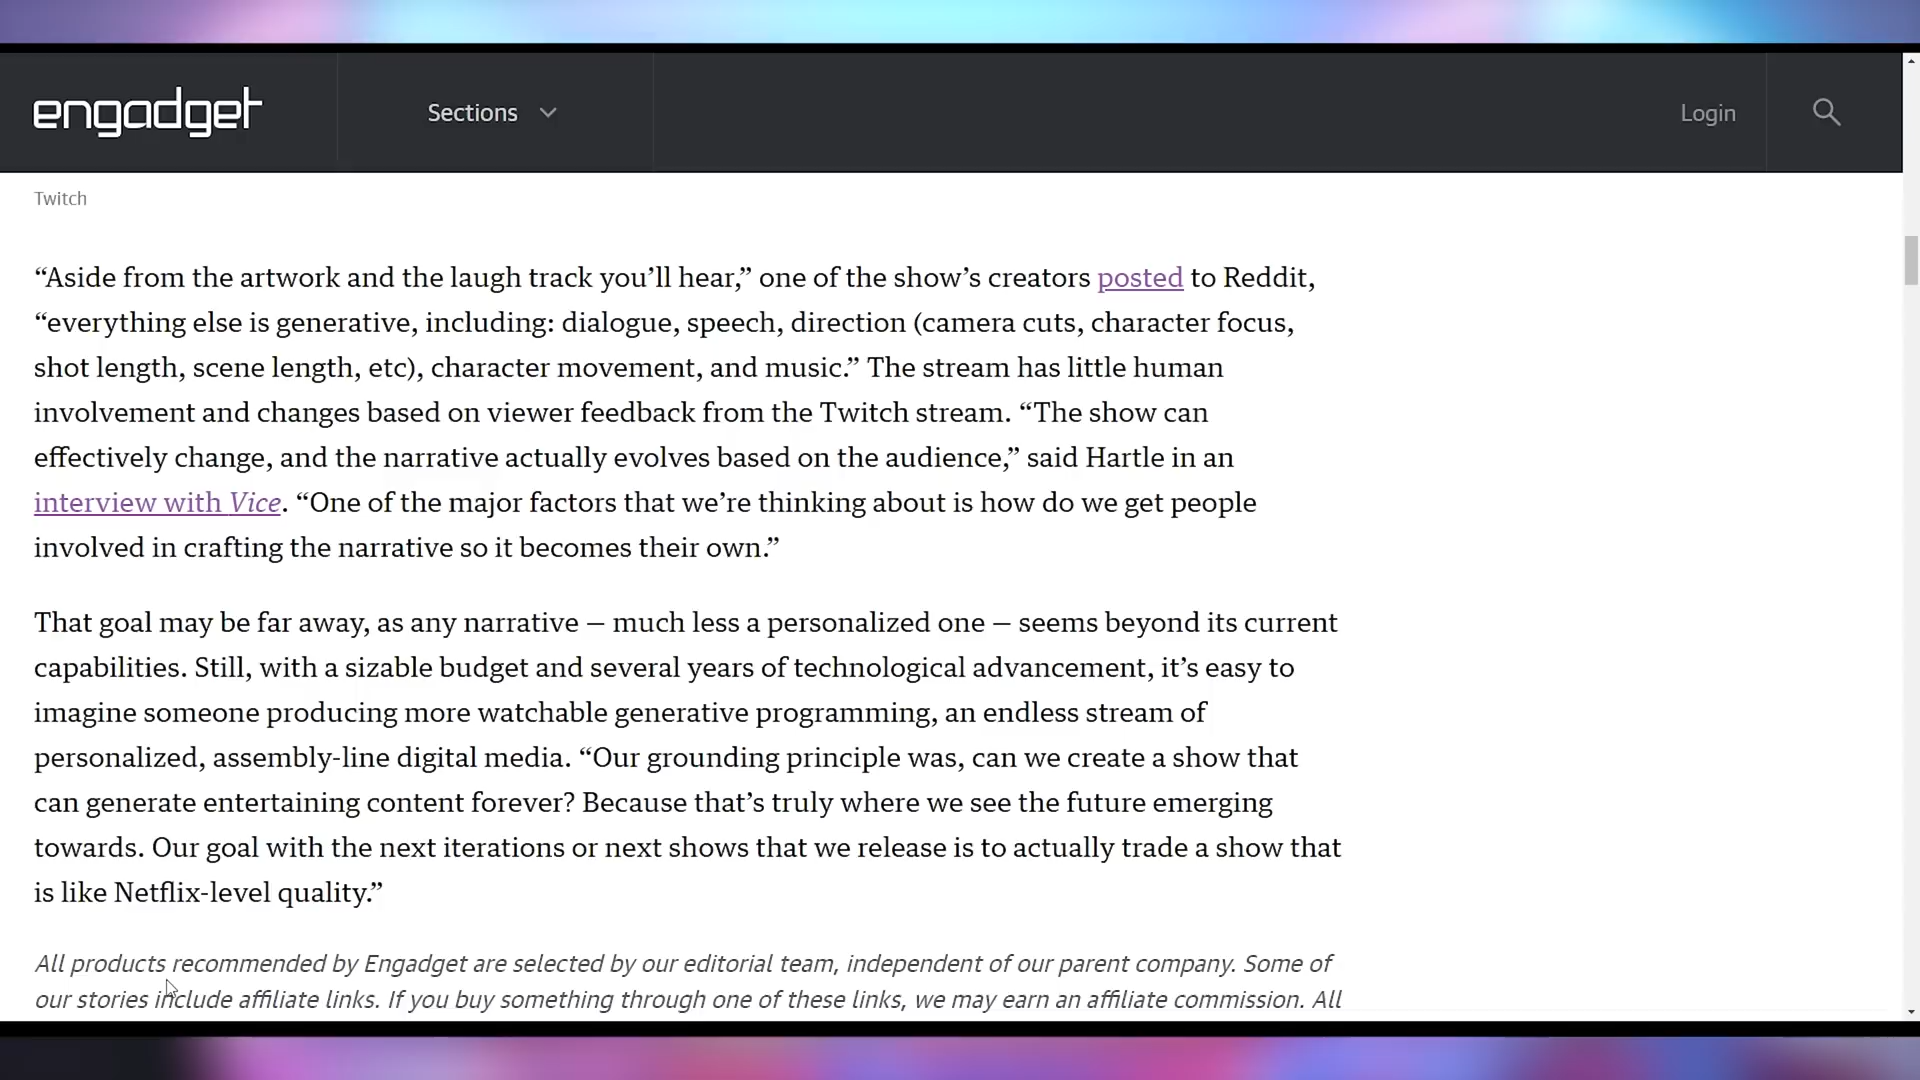 engadget
Sections
Login
Twitch
“Aside from the artwork and the laugh track you’ll hear,” one of the show’s creators posted to Reddit,
“everything else is generative, including: dialogue, speech, direction (camera cuts, character focus,
shot length, scene length, etc), character movement, and music.” The stream has little human
involvement and changes based on viewer feedback from the Twitch stream. “The show can
effectively change, and the narrative actually evolves based on the audience,” said Hartle in an
interview with Vice. “One of the major factors that we’re thinking about is how do we get people
involved in crafting the narrative so it becomes their own.”
That goal may be far away, as any narrative — much less a personalized one — seems beyond its current
capabilities. Still, with a sizable budget and several years of technological advancement, it’s easy to
imagine someone producing more watchable generative programming, an endless stream of
personalized, assembly-line digital media. “Our grounding principle was, can we create a show that
can generate entertaining content forever? Because that’s truly where we see the future emerging
towards. Our goal with the next iterations or next shows that we release is to actually trade a show that
is like Netflix-level quality.”
All products recommended by Engadget are selected by our editorial team, independent of our parent company. Some of
our stories include affiliate links. If you buy something through one of these links, we may earn an affiliate commission. All